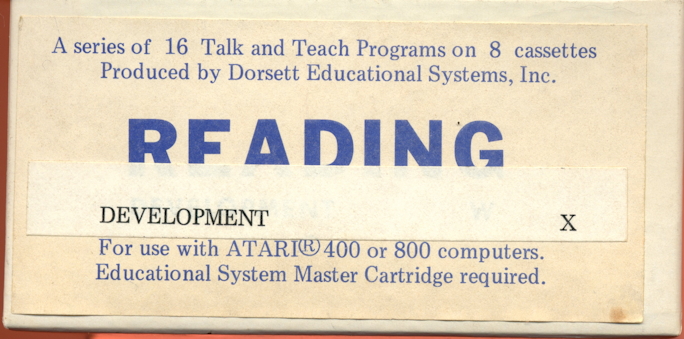 A series of 16 Talk and Teach Programs on 8 cassettes
Produced by Dorsett Educational Systems, Inc.
READING
DEVELOPMENT X
For use with ATARI® 400 or 800 computers.
Educational System Master Cartridge required.